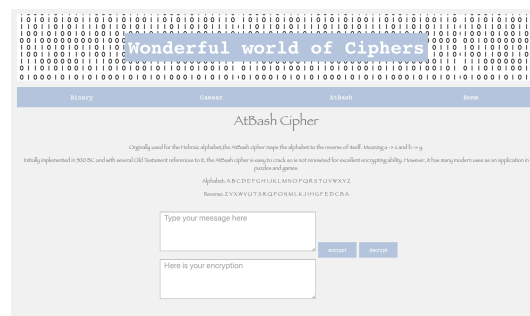 Wonderful world of Ciphers
Binary Caesar Atbash Home
AtBash Cipher
Orginally used for the Hebraic alphabet,the AtBash cipher maps the alphabet to the reverse of itself. Meaning,a -> z and b -> y.
Initially implemented in 500 BC and with several Old Testament references to it, the AtBash cipher is easy to crack so is not renowned for excellent encrypting ability. However, it has many modern uses as an application in
puzzles and games.
Alphabet: A B C D E F G H I J K L M N O P Q R S T U V W X Y Z
Reverse: Z Y X W V U T S R Q P O N M L K J I H G F E D C B A
Type your message here
encrypt decrypt
Here is your encryption